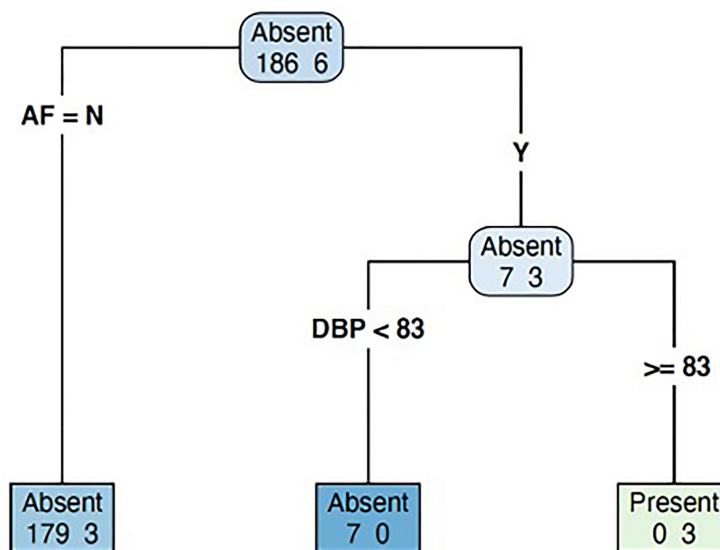 Absent
186 6
AF = N
Y
Absent
7 3
DBP < 83
>= 83
Absent
179 3
Absent
7 0
Present
0 3